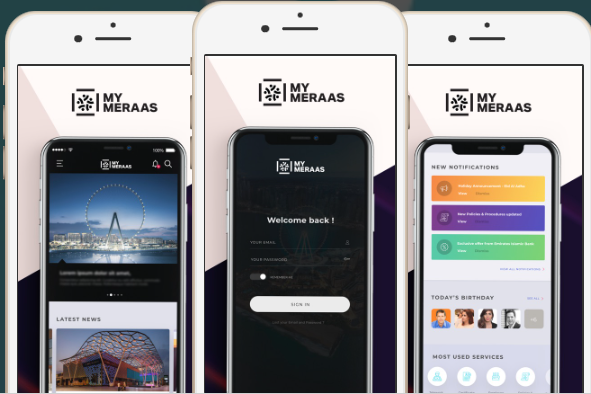 MY
MERAAS
100%
MY
MERAAS
Lorem ipsum dolor sit amet,
LATEST NEWS
MY
MERAAS
MY
MERAAS
Welcome back !
YOUR EMAIL
YOUR PASSWORD
SIGN IN
MY
MERAAS
NEW NOTIFICATIONS
New Policies & Procedures updated
VIEW ALL NOTIFICATIONS
TODAY'S BIRTHDAY
SEE ALL
MOST USED SERVICES